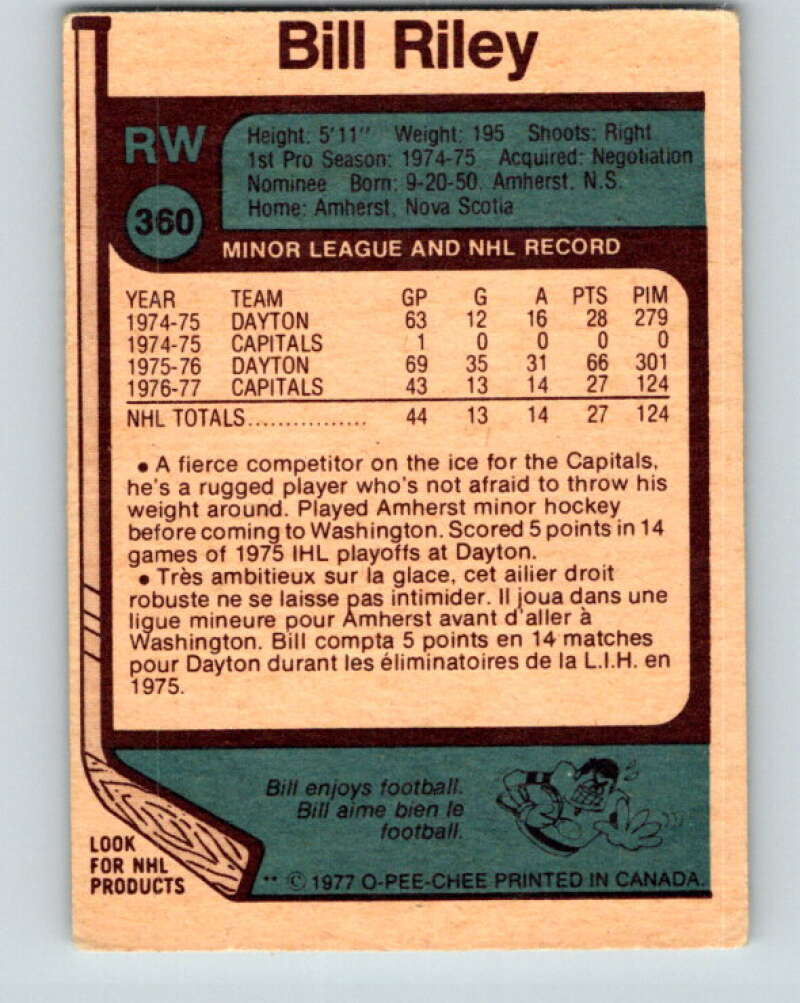 Bill Riley
RW
Height: 5'11" Weight: 195 Shoots: Right
1st Pro Season: 1974-75 Acquired: Negotiation
Nominee Born: 9-20-50. Amherst, N.S.
Home: Amherst, Nova Scotia
360
MINOR LEAGUE AND NHL RECORD
YEAR TEAM GP G A PTS PIM
1974-75 DAYTON 63 12 16 28 279
1974-75 CAPITALS 1 0 0 0 0
1975-76 DAYTON 69 35 31 66 301
1976-77 CAPITALS 43 13 14 27 124
NHL TOTALS................ 44 13 14 27 124
• A fierce competitor on the ice for the Capitals,
he's a rugged player who's not afraid to throw his
weight around. Played Amherst minor hockey
before coming to Washington. Scored 5 points in 14
games of 1975 IHL playoffs at Dayton.
• Très ambitieux sur la glace, cet ailier droit
robuste ne se laisse pas intimider. Il joua dans une
ligue mineure pour Amherst avant d'aller à
Washington. Bill compta 5 points en 14 matches
pour Dayton durant les éliminatoires de la L.I.H. en
1975.
Bill enjoys football.
Bill aime bien le
football.
LOOK
FOR NHL
PRODUCTS
** © 1977 O-PEE-CHEE PRINTED IN CANADA.